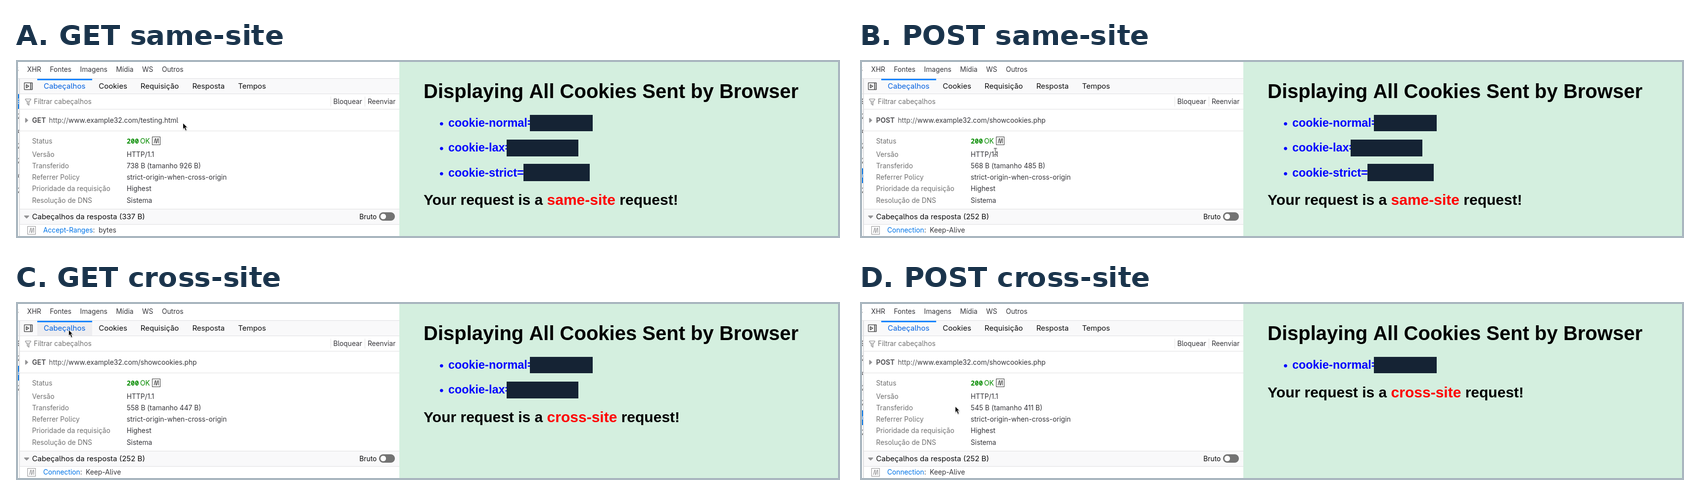 A. GET same-site
XHR Fontes Imagens Mídia WS Outros
Cabeçalhos Cookies Requisição Resposta Tempos
Filtrar cabeçalhos Bloquear Reenviar
GET http://www.example32.com/testing.html
Status 200 OK
Versão HTTP/1.1
Transferido 738 B (tamanho 926 B)
Referrer Policy strict-origin-when-cross-origin
Prioridade da requisição Highest
Resolução de DNS Sistema
Cabeçalhos da resposta (337 B) Bruto
Accept-Ranges: bytes
Displaying All Cookies Sent by Browser
• cookie-normal=
• cookie-lax=
• cookie-strict=
Your request is a same-site request!
B. POST same-site
XHR Fontes Imagens Mídia WS Outros
Cabeçalhos Cookies Requisição Resposta Tempos
Filtrar cabeçalhos Bloquear Reenviar
POST http://www.example32.com/showcookies.php
Status 200 OK
Versão HTTP/1.1
Transferido 568 B (tamanho 485 B)
Referrer Policy strict-origin-when-cross-origin
Prioridade da requisição Highest
Resolução de DNS Sistema
Cabeçalhos da resposta (252 B) Bruto
Connection: Keep-Alive
Displaying All Cookies Sent by Browser
• cookie-normal=
• cookie-lax=
• cookie-strict=
Your request is a same-site request!
C. GET cross-site
XHR Fontes Imagens Mídia WS Outros
Cabeçalhos Cookies Requisição Resposta Tempos
Filtrar cabeçalhos Bloquear Reenviar
GET http://www.example32.com/showcookies.php
Status 200 OK
Versão HTTP/1.1
Transferido 558 B (tamanho 447 B)
Referrer Policy strict-origin-when-cross-origin
Prioridade da requisição Highest
Resolução de DNS Sistema
Cabeçalhos da resposta (252 B) Bruto
Connection: Keep-Alive
Displaying All Cookies Sent by Browser
• cookie-normal=
• cookie-lax=
Your request is a cross-site request!
D. POST cross-site
XHR Fontes Imagens Mídia WS Outros
Cabeçalhos Cookies Requisição Resposta Tempos
Filtrar cabeçalhos Bloquear Reenviar
POST http://www.example32.com/showcookies.php
Status 200 OK
Versão HTTP/1.1
Transferido 545 B (tamanho 411 B)
Referrer Policy strict-origin-when-cross-origin
Prioridade da requisição Highest
Resolução de DNS Sistema
Cabeçalhos da resposta (252 B) Bruto
Connection: Keep-Alive
Displaying All Cookies Sent by Browser
• cookie-normal=
Your request is a cross-site request!